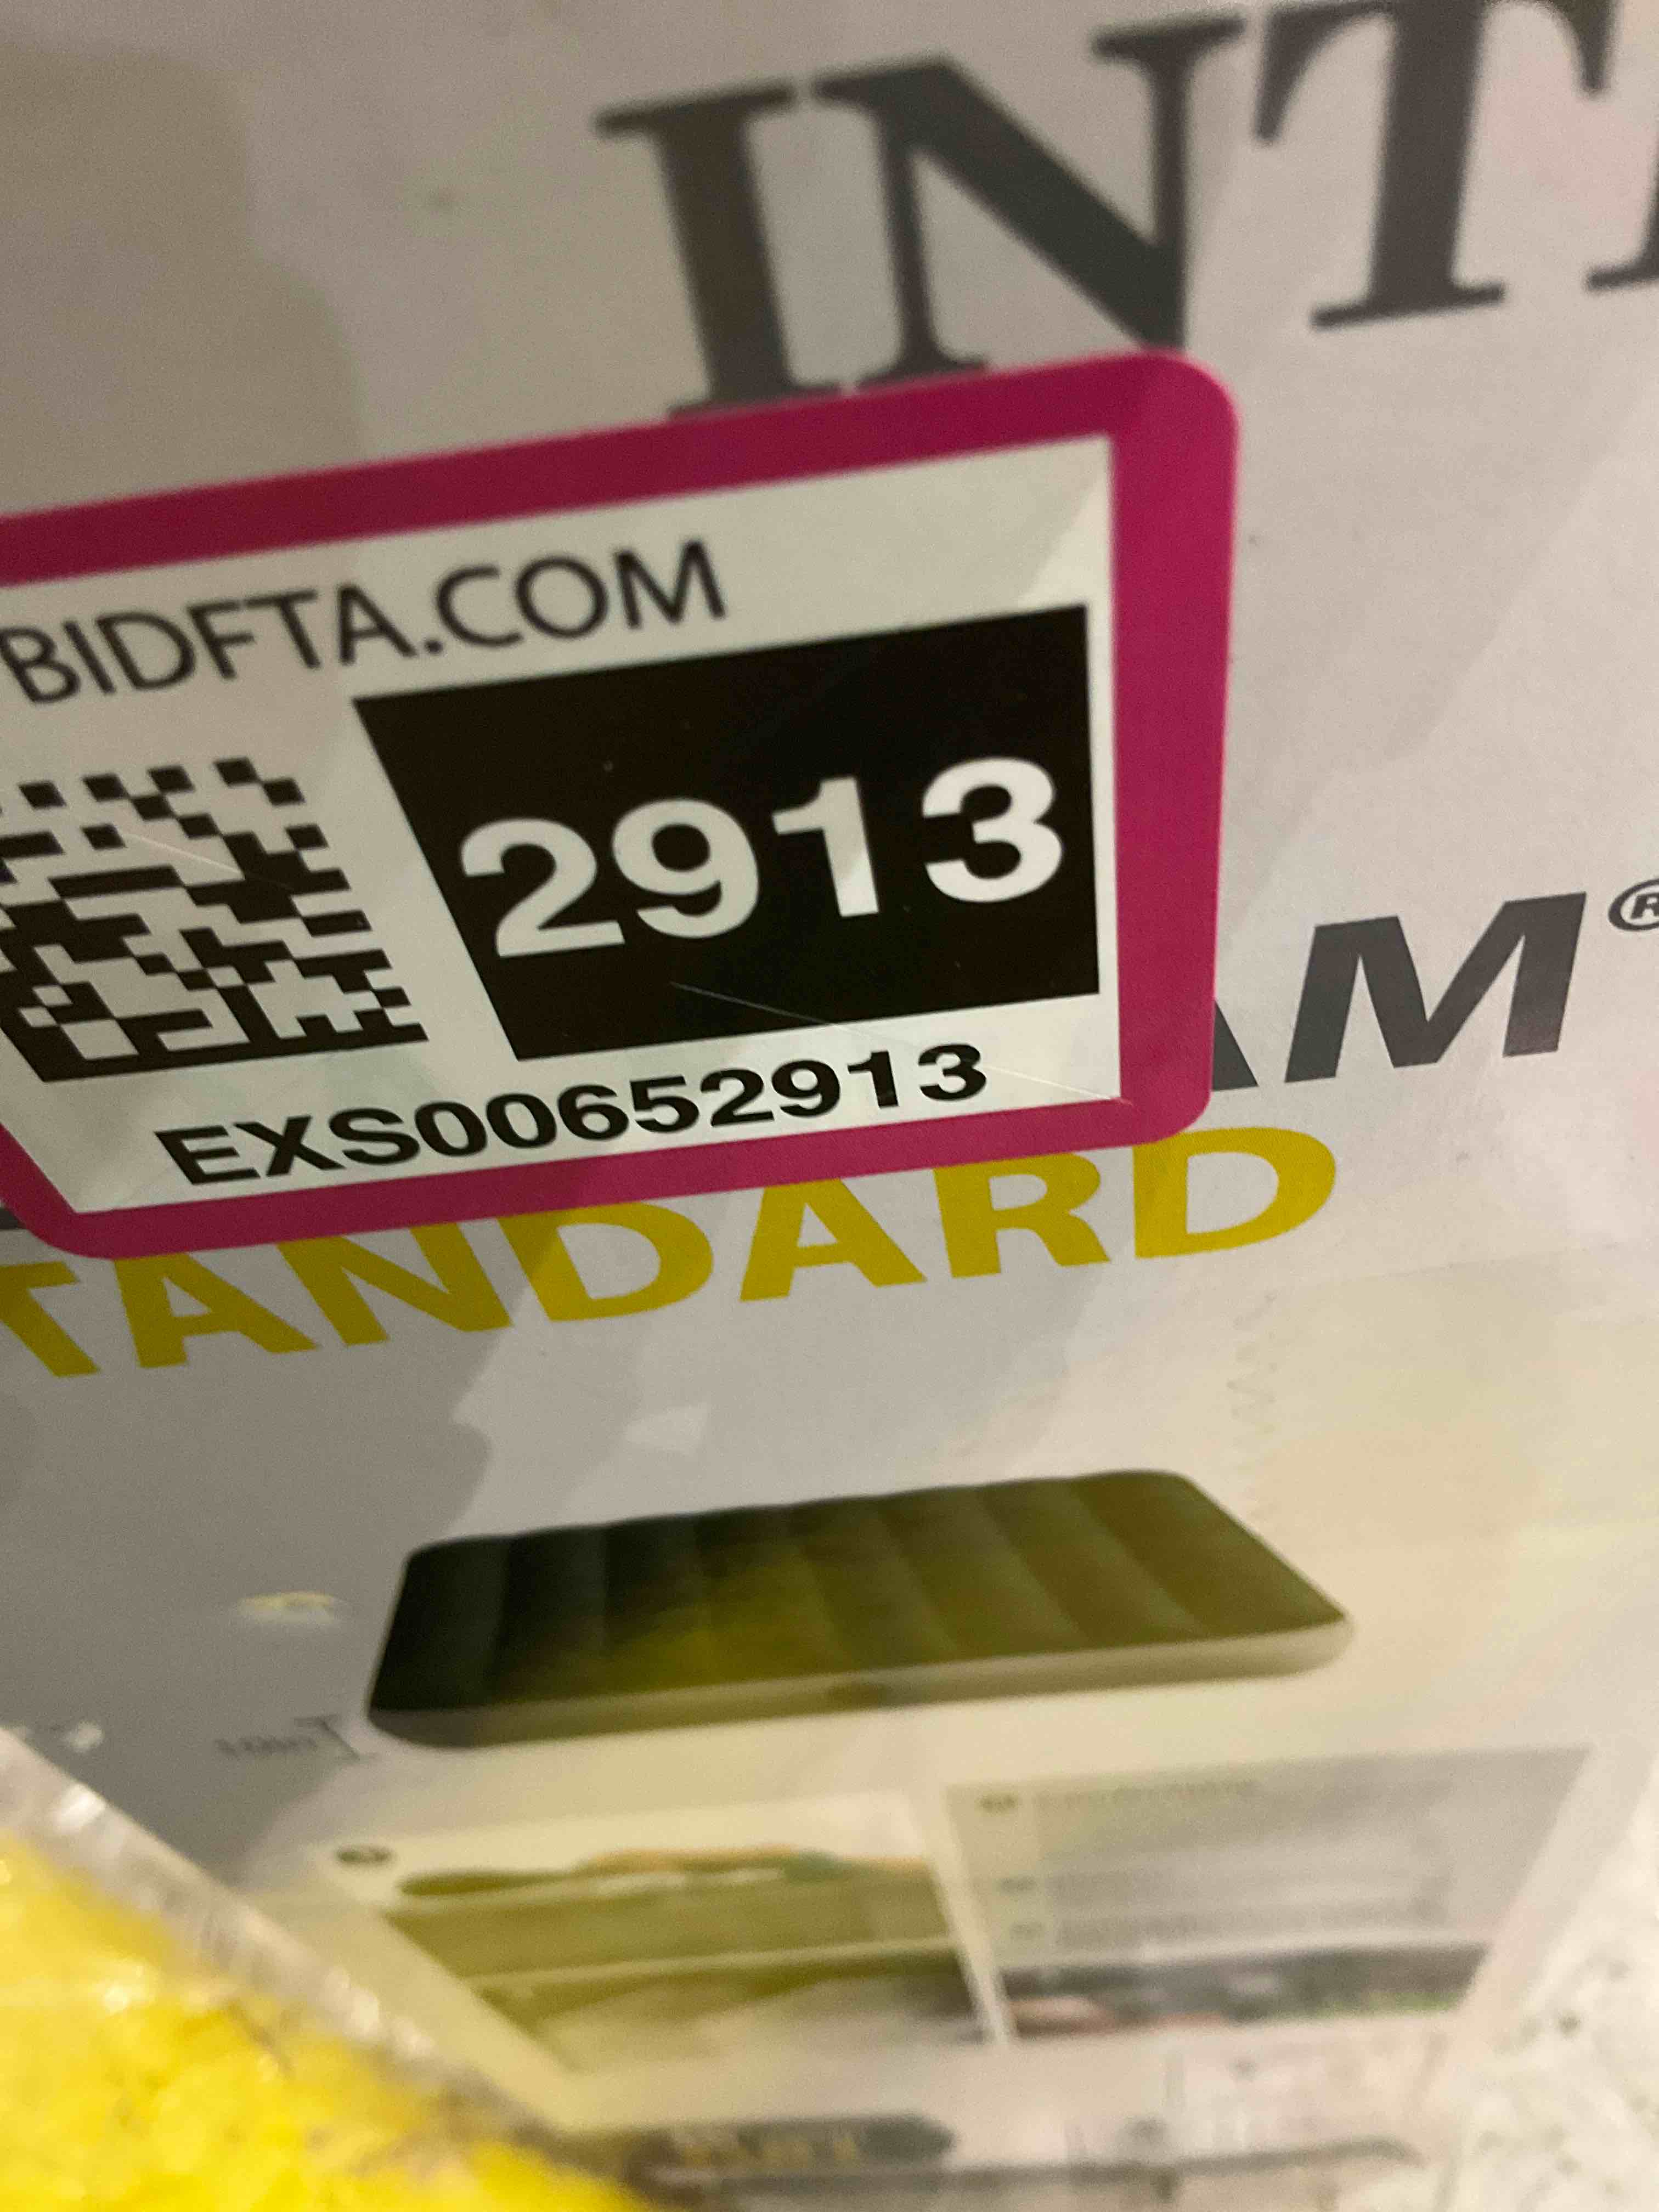 INT
BIDFTA.COM
2913
EXS00652913
AM®
TANDARD